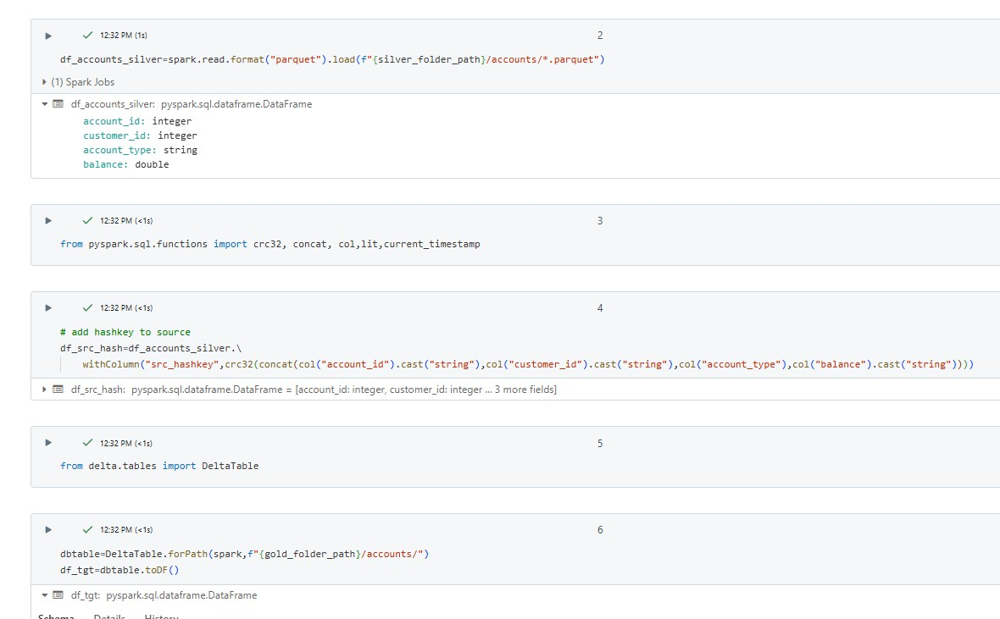 12:32 PM (1s)
2
df_accounts_silver=spark.read.format("parquet").load(f"{silver_folder_path}/accounts/*.parquet")
(1) Spark Jobs
df_accounts_silver: pyspark.sql.dataframe.DataFrame
account_id: integer
customer_id: integer
account_type: string
balance: double
12:32 PM (<1s)
3
from pyspark.sql.functions import crc32, concat, col,lit,current_timestamp
12:32 PM (<1s)
4
# add hashkey to source
df_src_hash=df_accounts_silver.\
withColumn("src_hashkey",crc32(concat(col("account_id").cast("string"),col("customer_id").cast("string"),col("account_type"),col("balance").cast("string"))))
df_src_hash: pyspark.sql.dataframe.DataFrame = [account_id: integer, customer_id: integer ... 3 more fields]
12:32 PM (<1s)
5
from delta.tables import DeltaTable
12:32 PM (<1s)
6
dbtable=DeltaTable.forPath(spark,f"{gold_folder_path}/accounts/")
df_tgt=dbtable.toDF()
df_tgt: pyspark.sql.dataframe.DataFrame
Schema Details History